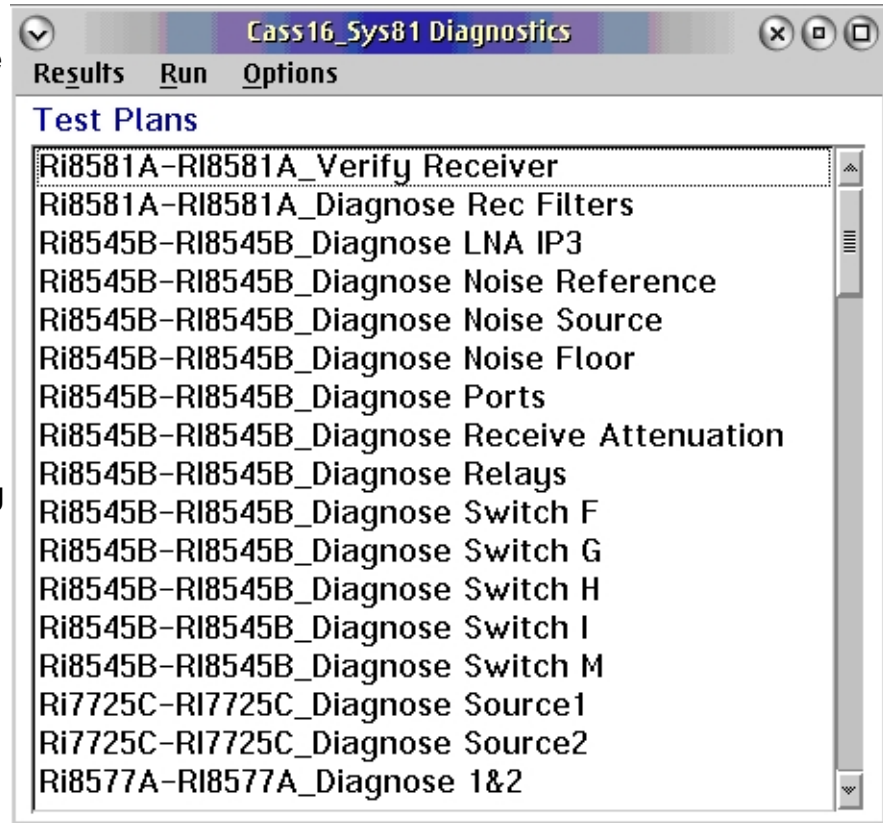 Cass16_Sys81 Diagnostics
Results Run Options
Test Plans
Ri8581A-RI8581A_Verify Receiver
Ri8581A-RI8581A_Diagnose Rec Filters
Ri8545B-RI8545B_Diagnose LNA IP3
Ri8545B-RI8545B_Diagnose Noise Reference
Ri8545B-RI8545B_Diagnose Noise Source
Ri8545B-RI8545B_Diagnose Noise Floor
Ri8545B-RI8545B_Diagnose Ports
Ri8545B-RI8545B_Diagnose Receive Attenuation
Ri8545B-RI8545B_Diagnose Relays
Ri8545B-RI8545B_Diagnose Switch F
Ri8545B-RI8545B_Diagnose Switch G
Ri8545B-RI8545B_Diagnose Switch H
Ri8545B-RI8545B_Diagnose Switch I
Ri8545B-RI8545B_Diagnose Switch M
Ri7725C-RI7725C_Diagnose Source1
Ri7725C-RI7725C_Diagnose Source2
Ri8577A-RI8577A_Diagnose 1&2